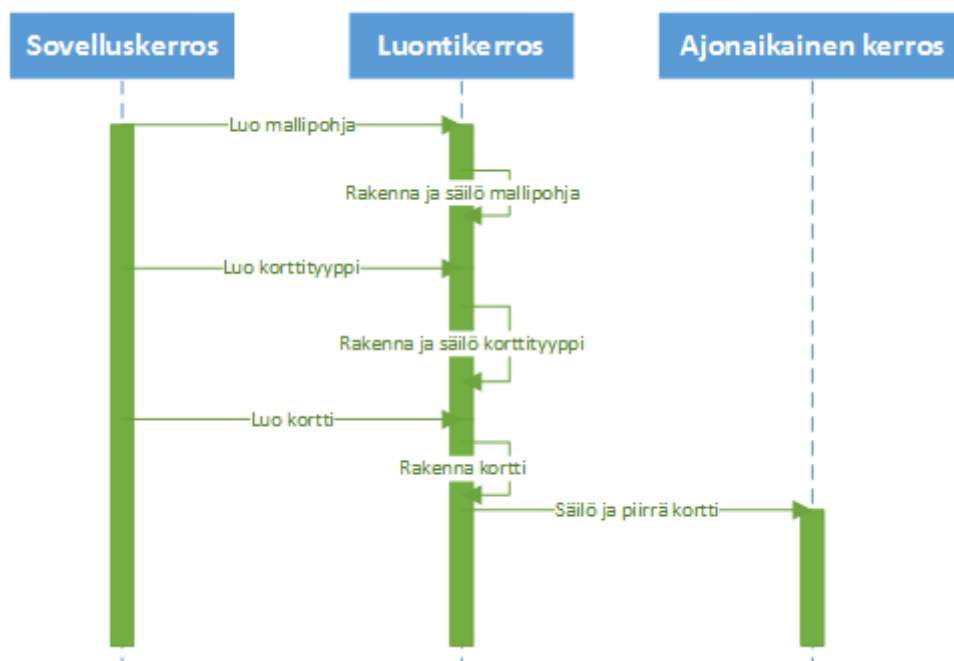 Sovelluskerros
Luontikerros
Ajonaikainen kerros
Luo mallipohja
Rakenna ja säilö mallipohja
Luo korttityyppi
Rakenna ja säilö korttityyppi
Luo kortti
Rakenna kortti
Säilö ja piirrä kortti